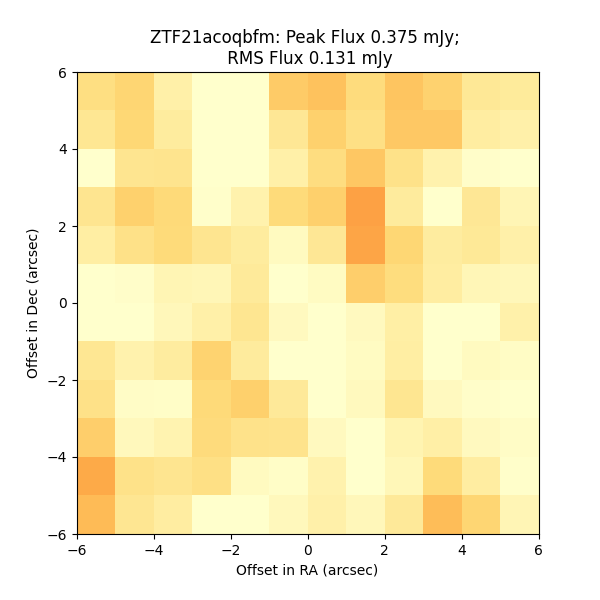 ZTF21acoqbfm: Peak Flux 0.375 mJy;
RMS Flux 0.131 mJy
6
4
2
0
−2
−4
−6
Offset in Dec (arcsec)
−6 −4 −2 0 2 4 6
Offset in RA (arcsec)